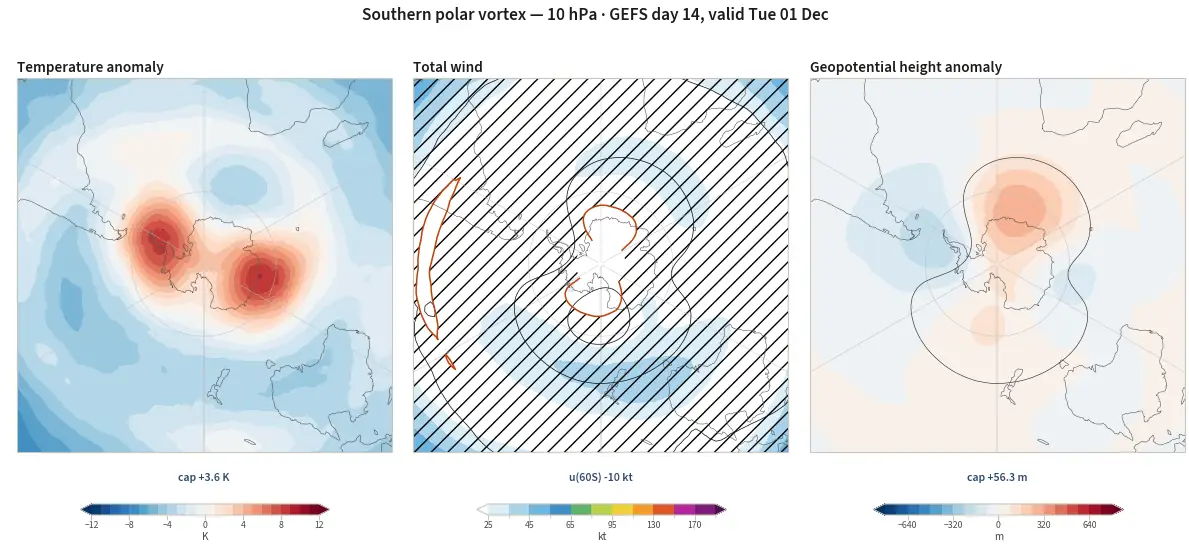 Southern polar vortex — 10 hPa · GEFS day 14, valid Tue 01 Dec
Temperature anomaly
Total wind
Geopotential height anomaly
cap +3.6 K
u(60S) -10 kt
cap +56.3 m
−12 −8 −4 0 4 8 12
K
25 45 65 95 130 170
kt
−640 −320 0 320 640
m